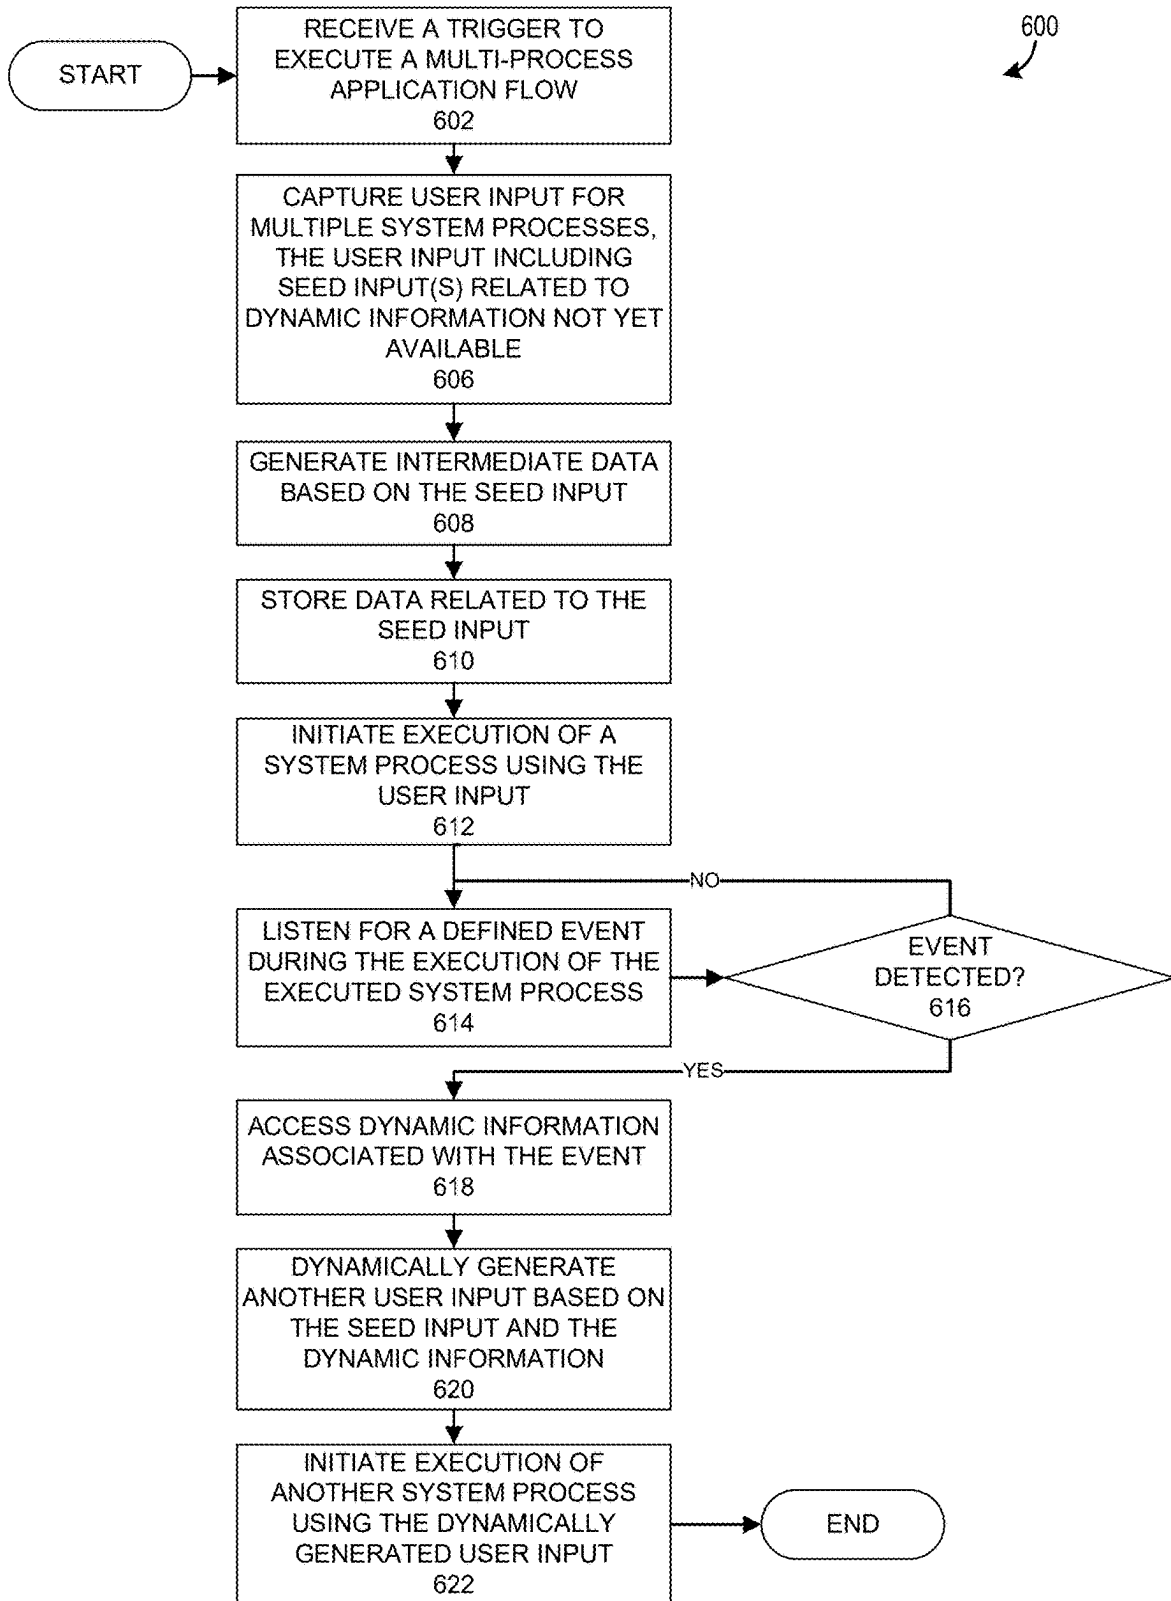 600
START
RECEIVE A TRIGGER TO
EXECUTE A MULTI-PROCESS
APPLICATION FLOW
602
CAPTURE USER INPUT FOR
MULTIPLE SYSTEM PROCESSES,
THE USER INPUT INCLUDING
SEED INPUT(S) RELATED TO
DYNAMIC INFORMATION NOT YET
AVAILABLE
606
GENERATE INTERMEDIATE DATA
BASED ON THE SEED INPUT
608
STORE DATA RELATED TO THE
SEED INPUT
610
INITIATE EXECUTION OF A
SYSTEM PROCESS USING THE
USER INPUT
612
NO
LISTEN FOR A DEFINED EVENT
DURING THE EXECUTION OF THE
EXECUTED SYSTEM PROCESS
614
EVENT
DETECTED?
616
YES
ACCESS DYNAMIC INFORMATION
ASSOCIATED WITH THE EVENT
618
DYNAMICALLY GENERATE
ANOTHER USER INPUT BASED ON
THE SEED INPUT AND THE
DYNAMIC INFORMATION
620
INITIATE EXECUTION OF
ANOTHER SYSTEM PROCESS
USING THE DYNAMICALLY
GENERATED USER INPUT
622
END